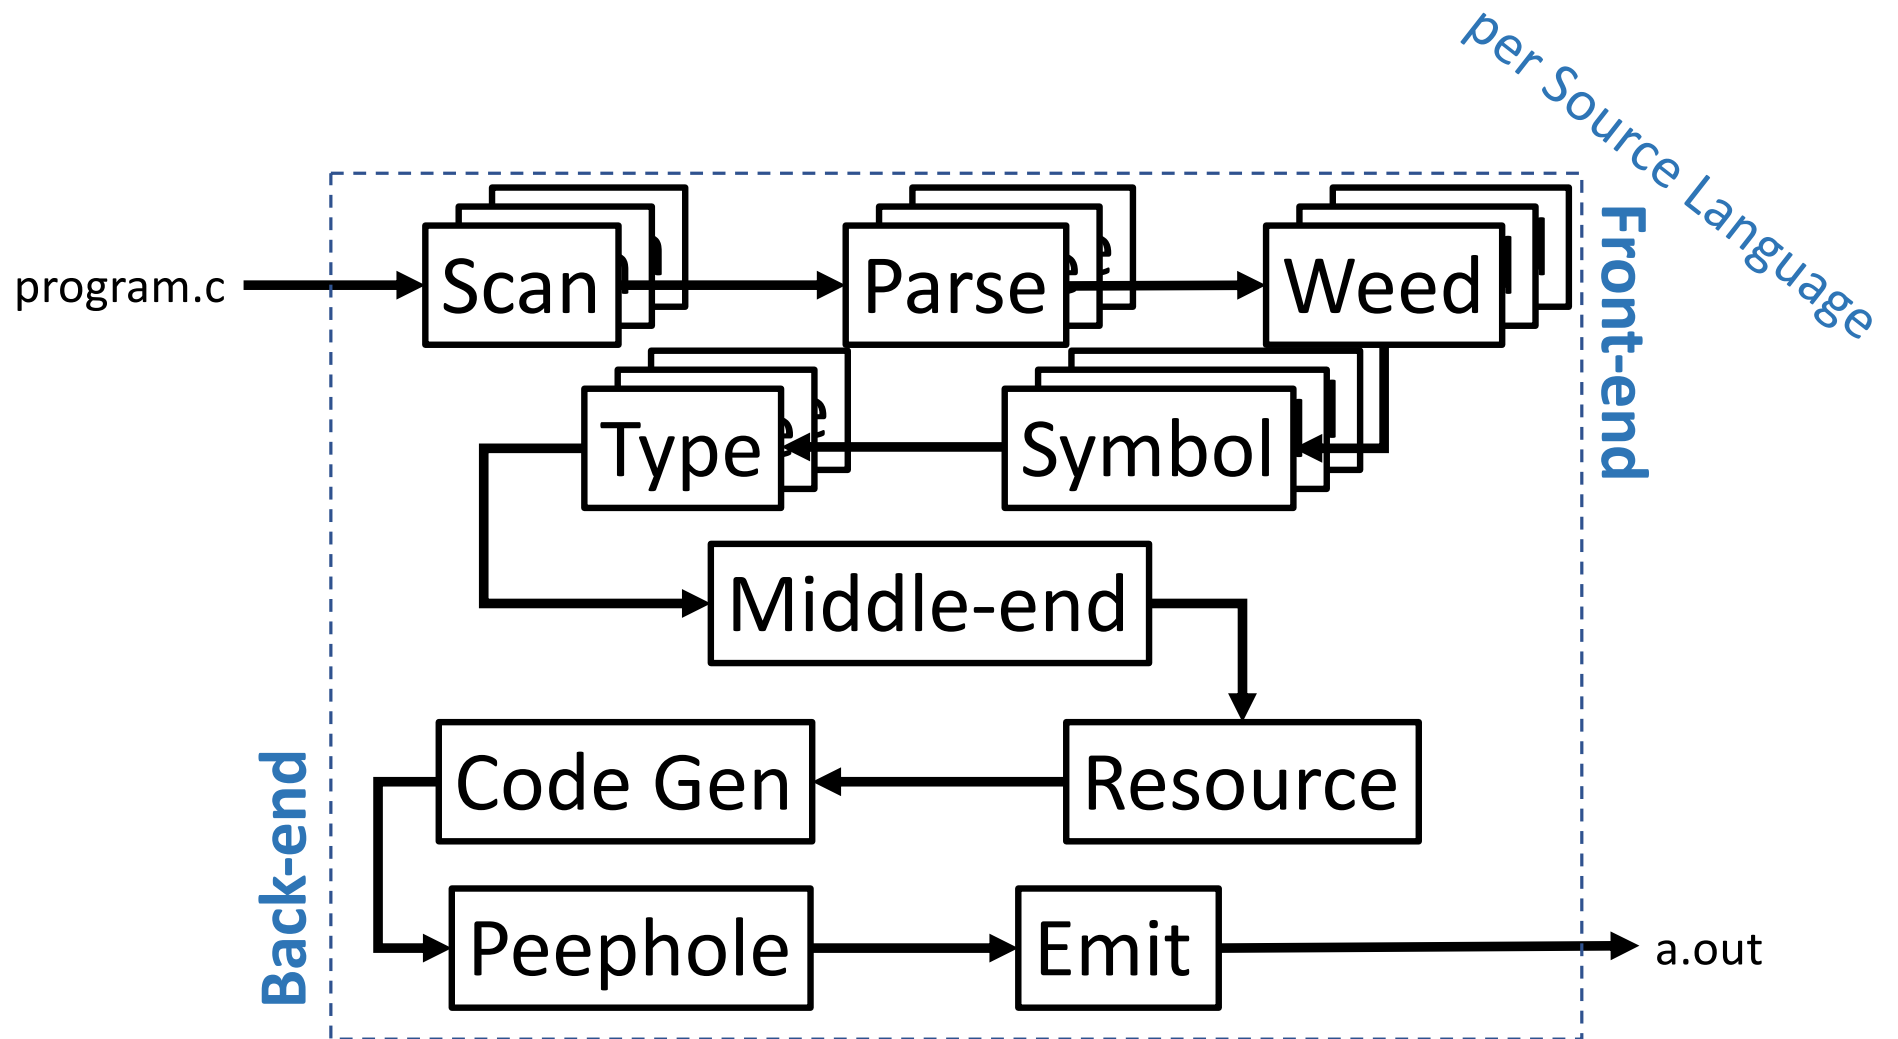 per Source Language
program.c
Scan
Parse
Weed
Front-end
Type
Symbol
Middle-end
Back-end
Code Gen
Resource
Peephole
Emit
a.out